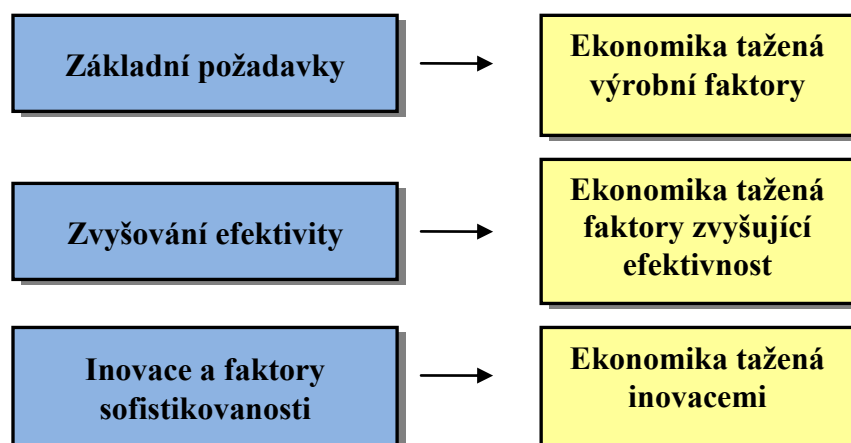 Základní požadavky
Ekonomika tažená
výrobní faktory
Zvyšování efektivity
Ekonomika tažená
faktory zvyšující
efektivnost
Inovace a faktory
sofistikovanosti
Ekonomika tažená
inovacemi